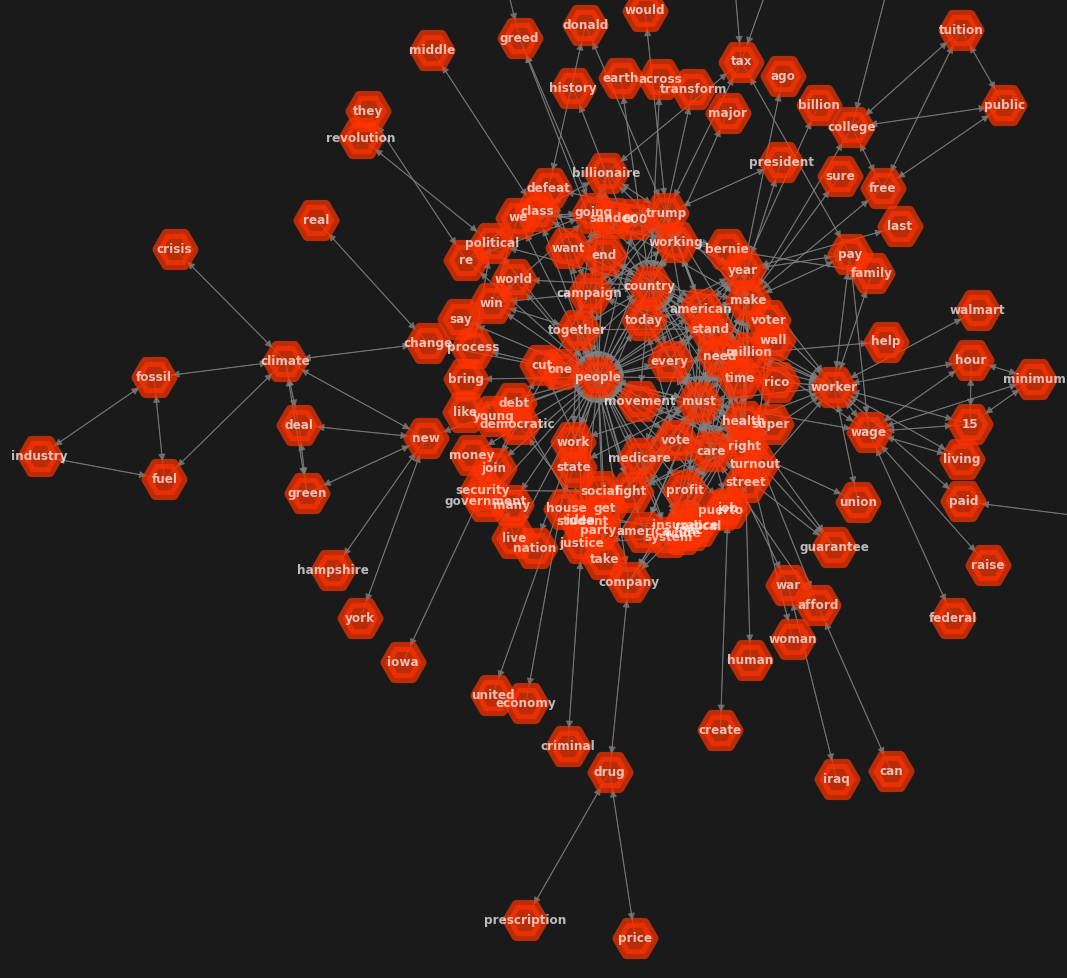 would
donald
tuition
greed
middle
tax
ago
earth
across
history
transform
billion
public
they
major
college
revolution
president
billionaire
sure
defeat
free
class
going
trump
we
real
last
working
political
want
crisis
bernie
end
pay
re
year
family
world
country
campaign
make
win
american
walmart
say
today
voter
stand
together
wall
help
change
process
million
need
climate
every
hour
cut
one
people
fossil
time
bring
rico
minimum
worker
debt
movement
must
like
young
democratic
health
super
15
deal
wage
new
work
vote
right
care
money
industry
medicare
living
state
join
turnout
fuel
street
security
social
fight
profit
green
government
paid
union
many
house
get
puerto
job
student
insurance
party
america
system
live
justice
nation
guarantee
take
raise
hampshire
company
war
afford
york
federal
woman
human
iowa
united
economy
create
criminal
drug
can
iraq
prescription
price